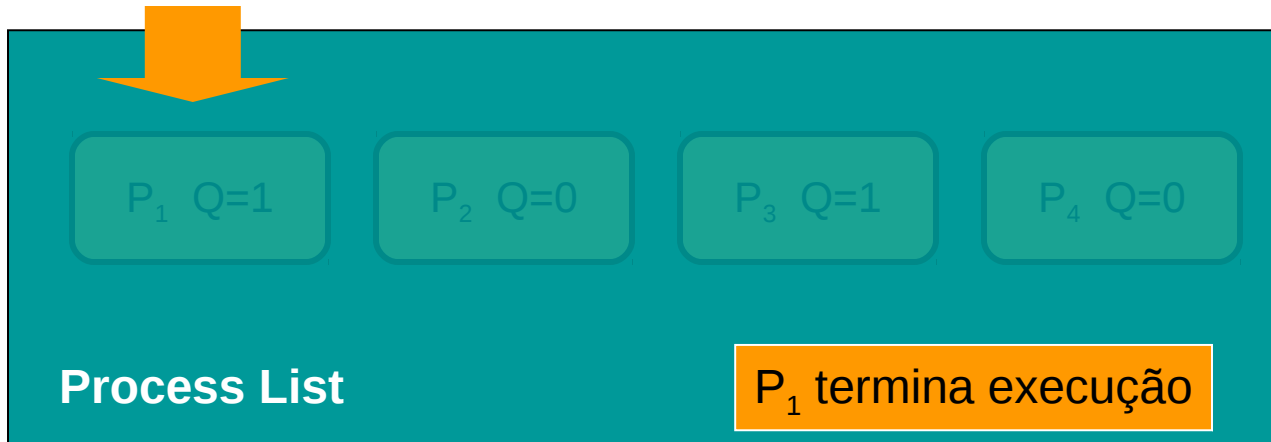 P₁ Q=1 P₂ Q=0 P₃ Q=1 P₄ Q=0
Process List
P₁ termina execução